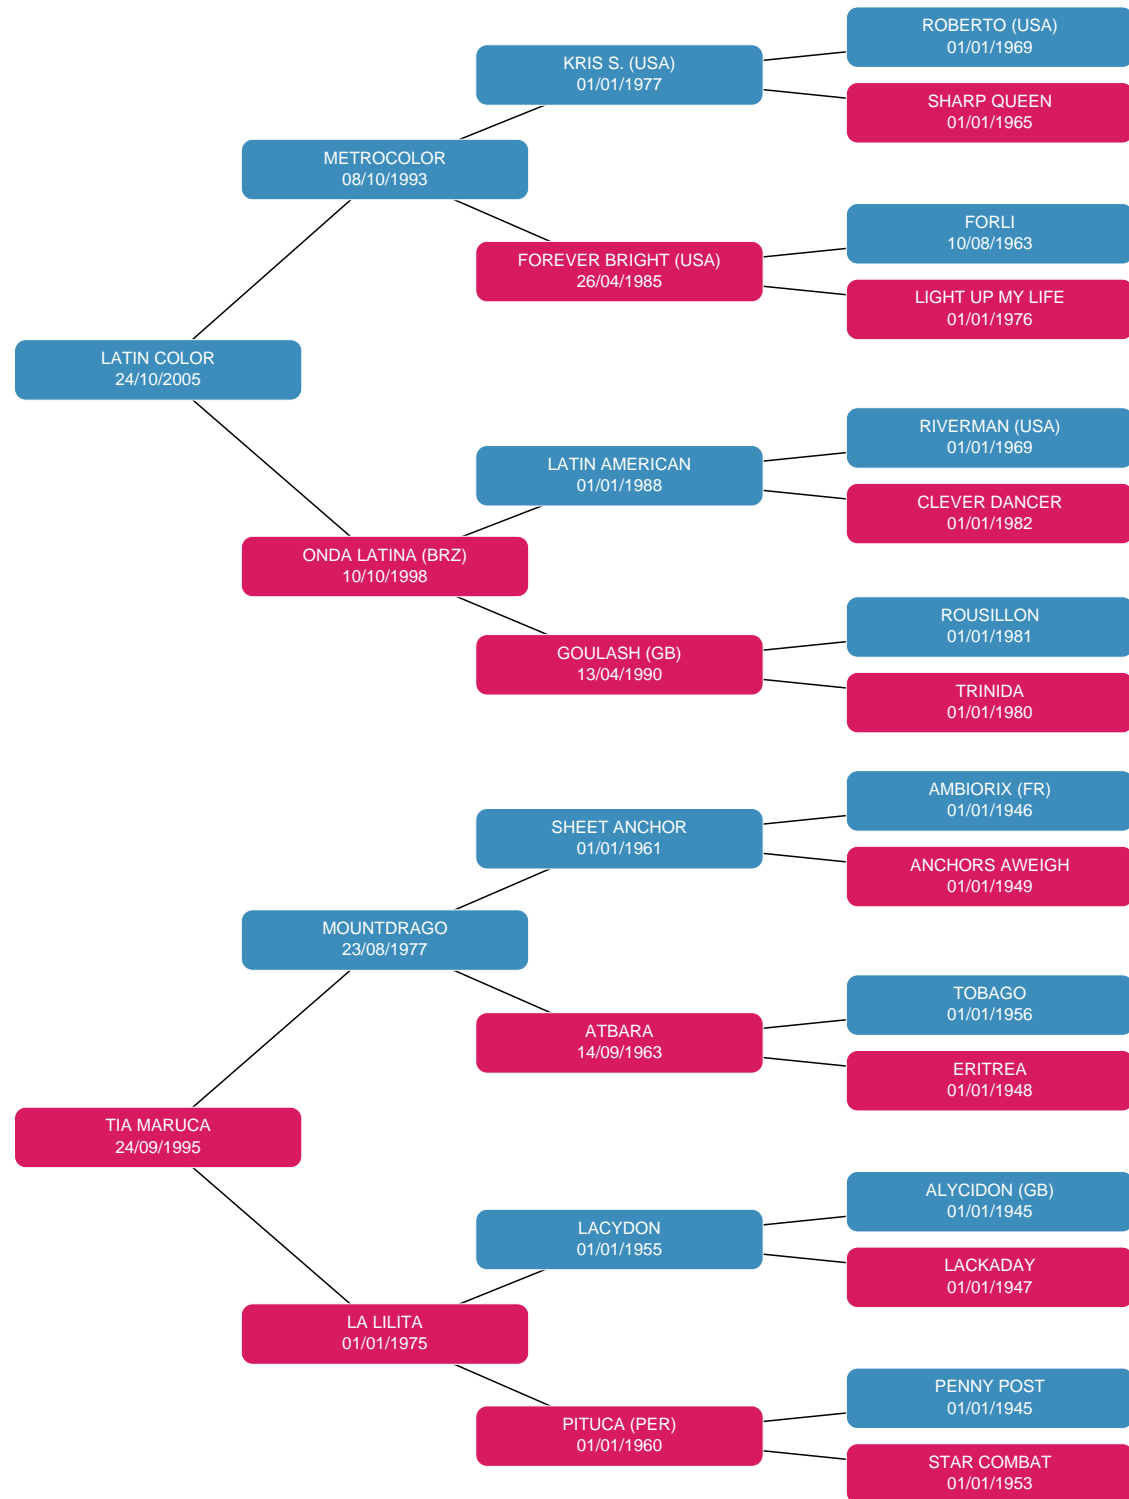 ROBERTO (USA)
01/01/1969
KRIS S. (USA)
01/01/1977
SHARP QUEEN
01/01/1965
METROCOLOR
08/10/1993
FORLI
10/08/1963
FOREVER BRIGHT (USA)
26/04/1985
LIGHT UP MY LIFE
01/01/1976
LATIN COLOR
24/10/2005
RIVERMAN (USA)
01/01/1969
LATIN AMERICAN
01/01/1988
CLEVER DANCER
01/01/1982
ONDA LATINA (BRZ)
10/10/1998
ROUSILLON
01/01/1981
GOULASH (GB)
13/04/1990
TRINIDA
01/01/1980
AMBIORIX (FR)
01/01/1946
SHEET ANCHOR
01/01/1961
ANCHORS AWEIGH
01/01/1949
MOUNTDRAGO
23/08/1977
TOBAGO
01/01/1956
ATBARA
14/09/1963
ERITREA
01/01/1948
TIA MARUCA
24/09/1995
ALYCIDON (GB)
01/01/1945
LACYDON
01/01/1955
LACKADAY
01/01/1947
LA LILITA
01/01/1975
PENNY POST
01/01/1945
PITUCA (PER)
01/01/1960
STAR COMBAT
01/01/1953